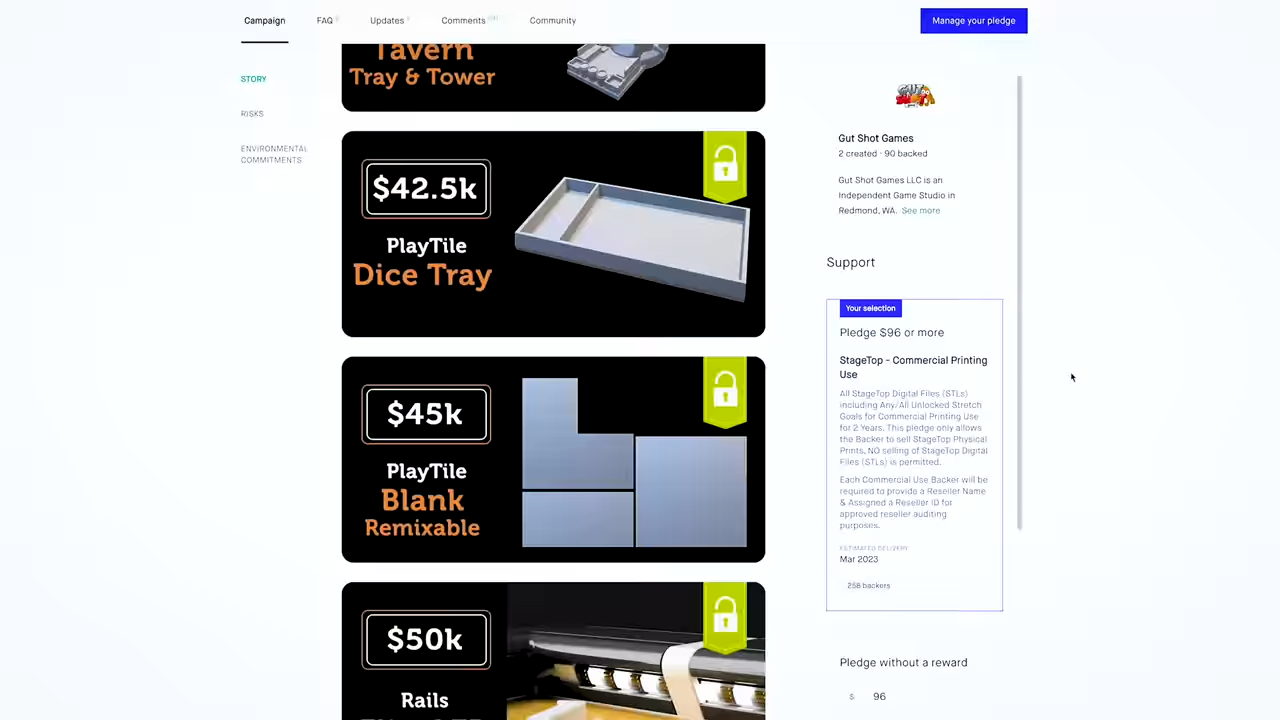 Campaign
FAQ
Updates
Comments
Community
Manage your pledge
STORY
RISKS
ENVIRONMENTAL
COMMITMENTS
Tavern
Tray & Tower
$42.5k
PlayTile
Dice Tray
$45k
PlayTile
Blank
Remixable
$50k
Rails
Gut Shot Games
2 created · 90 backed
Gut Shot Games LLC is an
Independent Game Studio in
Redmond, WA. See more
Support
Your selection
Pledge $96 or more
StageTop - Commercial Printing
Use
All StageTop Digital Files (STLs)
including Any/All Unlocked Stretch
Goals for Commercial Printing Use
for 2 Years. This pledge only allows
the Backer to sell StageTop Physical
Prints, NO selling of StageTop Digital
Files (STLs) is permitted.
Each Commercial Use Backer will be
required to provide a Reseller Name
& Assigned a Reseller ID for
approved reseller auditing
purposes.
ESTIMATED DELIVERY
Mar 2023
258 backers
Pledge without a reward
$ 96